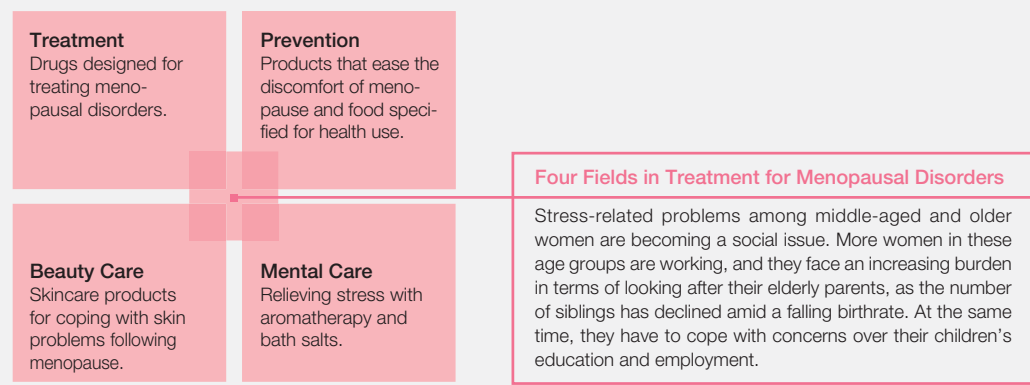 Treatment
Drugs designed for
treating meno-
pausal disorders.
Prevention
Products that ease the
discomfort of meno-
pause and food speci-
fied for health use.
Beauty Care
Skincare products
for coping with skin
problems following
menopause.
Mental Care
Relieving stress with
aromatherapy and
bath salts.
Four Fields in Treatment for Menopausal Disorders
Stress-related problems among middle-aged and older
women are becoming a social issue. More women in these
age groups are working, and they face an increasing burden
in terms of looking after their elderly parents, as the number
of siblings has declined amid a falling birthrate. At the same
time, they have to cope with concerns over their children’s
education and employment.